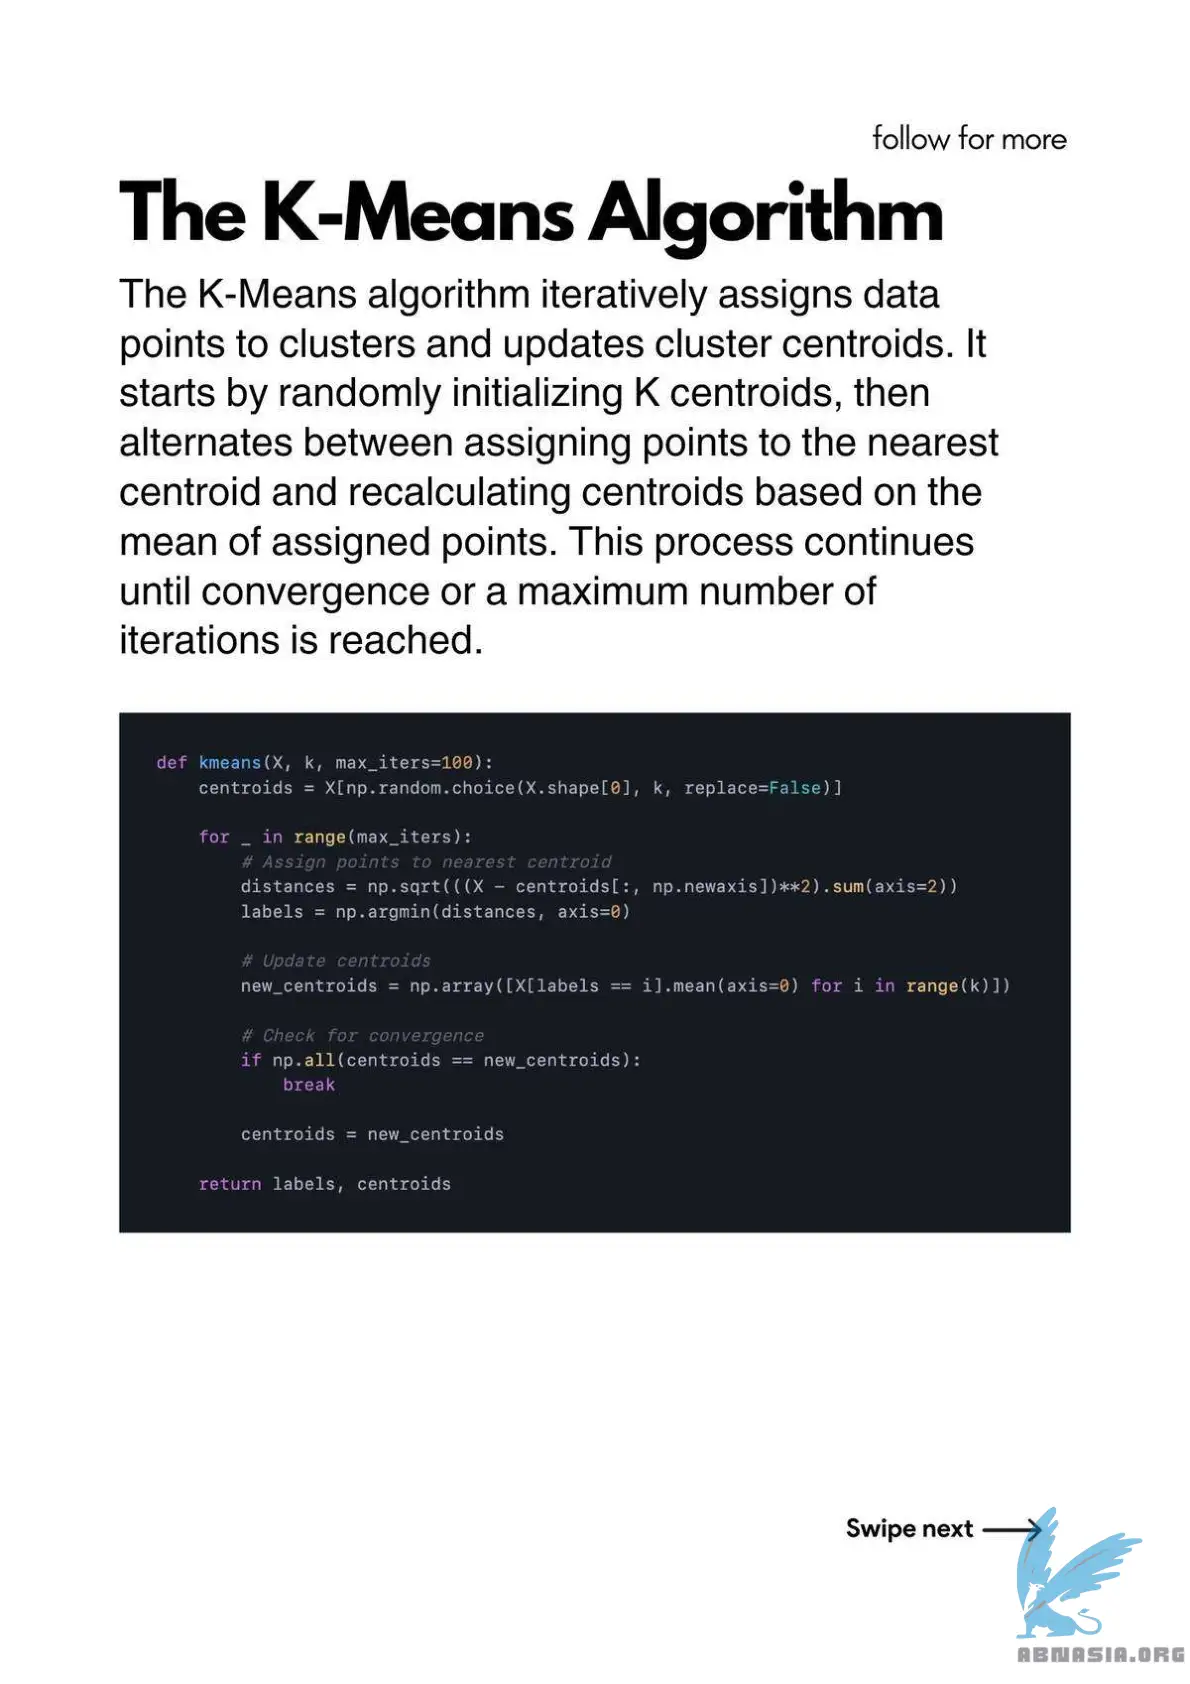 follow for more
The K-Means Algorithm
The K-Means algorithm iteratively assigns data
points to clusters and updates cluster centroids. It
starts by randomly initializing K centroids, then
alternates between assigning points to the nearest
centroid and recalculating centroids based on the
mean of assigned points. This process continues
until convergence or a maximum number of
iterations is reached.
def kmeans(X, k, max_iters=100):
    centroids = X[np.random.choice(X.shape[0], k, replace=False)]
    for _ in range(max_iters):
        # Assign points to nearest centroid
        distances = np.sqrt(((X - centroids[:, np.newaxis])**2).sum(axis=2))
        labels = np.argmin(distances, axis=0)
        # Update centroids
        new_centroids = np.array([X[labels == i].mean(axis=0) for i in range(k)])
        # Check for convergence
        if np.all(centroids == new_centroids):
            break
        centroids = new_centroids
    return labels, centroids
Swipe next
ABNASIA.ORG